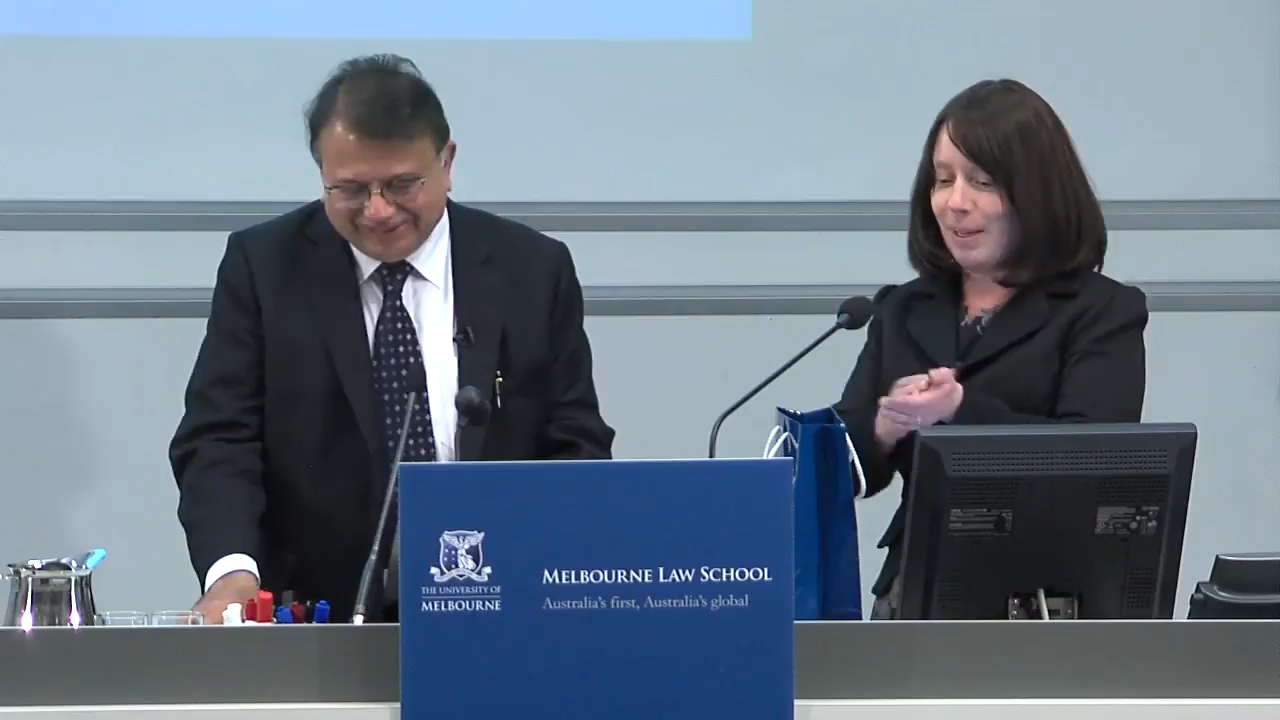 THE UNIVERSITY OF
MELBOURNE
MELBOURNE LAW SCHOOL
Australia's first, Australia's global